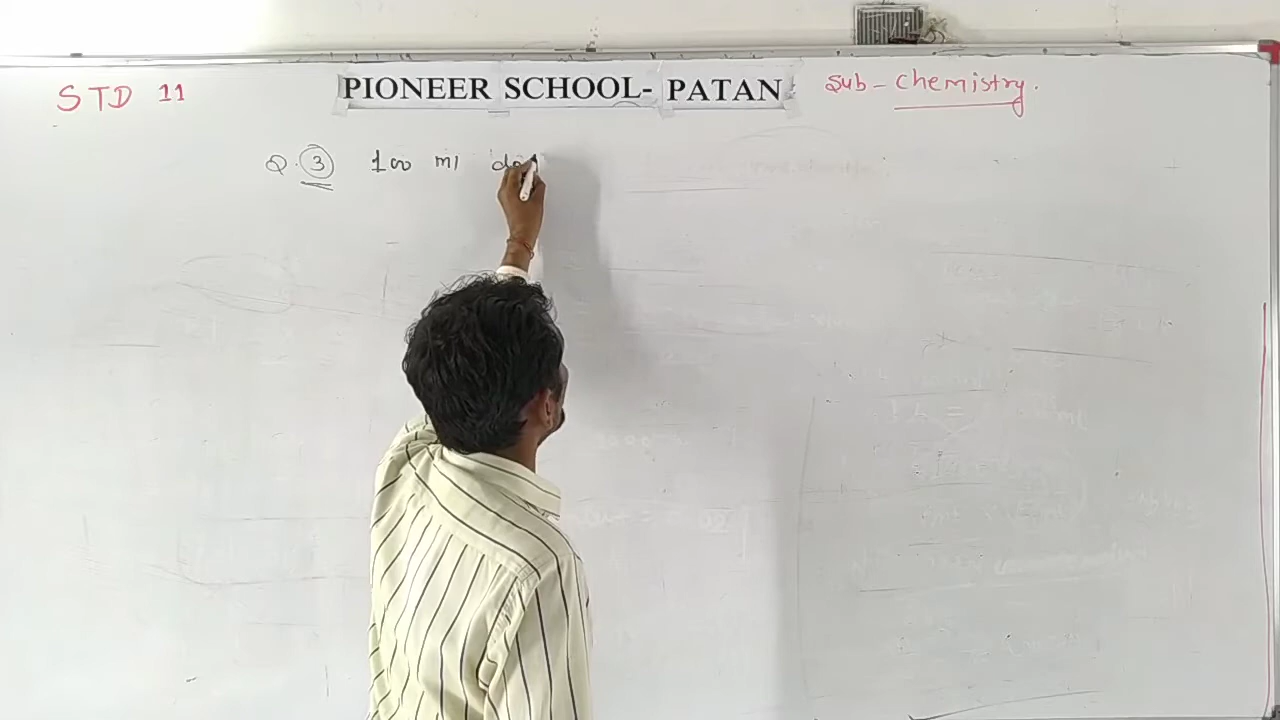 STD 11 PIONEER SCHOOL- PATAN Sub - Chemistry.
Q. 3 100 ml